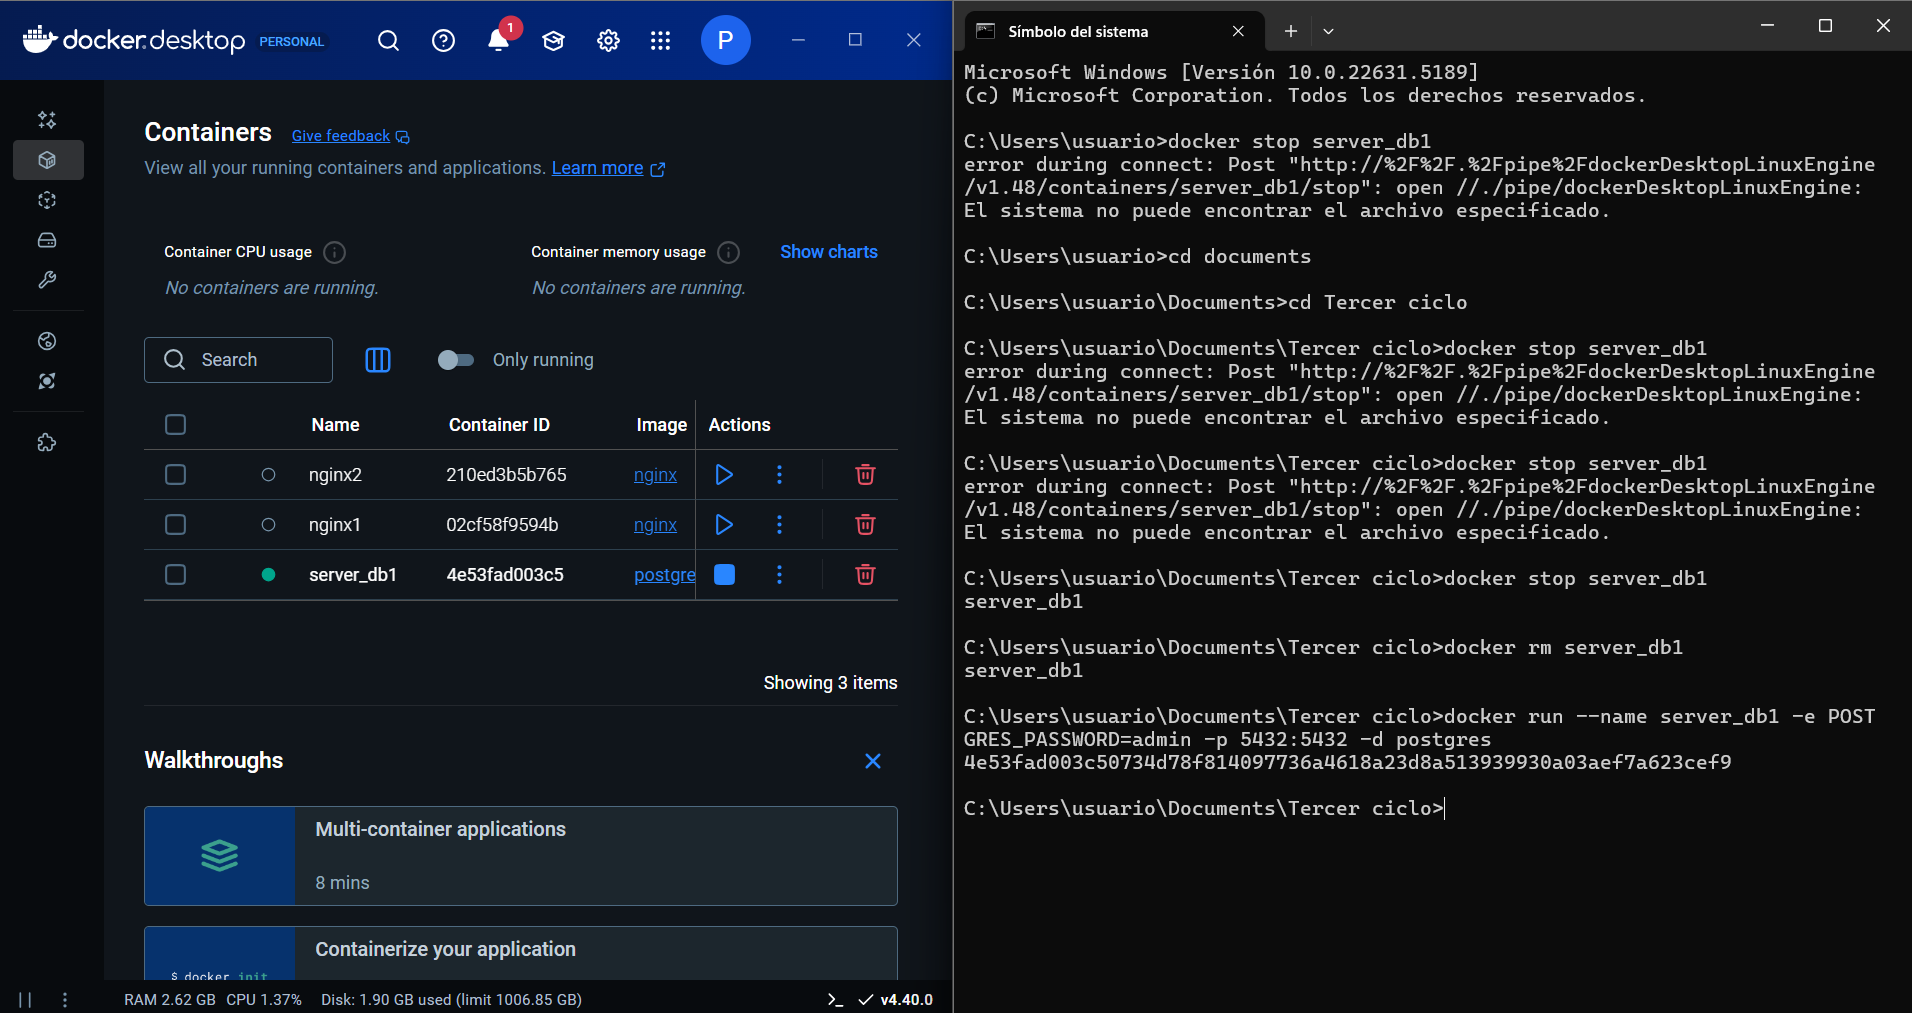 docker.desktop PERSONAL
1
P
Containers Give feedback
View all your running containers and applications. Learn more
Container CPU usage
Container memory usage
Show charts
No containers are running.
No containers are running.
Search
Only running
Name Container ID Image Actions
nginx2 210ed3b5b765 nginx
nginx1 02cf58f9594b nginx
server_db1 4e53fad003c5 postgre
Showing 3 items
Walkthroughs
Multi-container applications
8 mins
Containerize your application
$ docker init
RAM 2.62 GB CPU 1.37% Disk: 1.90 GB used (limit 1006.85 GB)
v4.40.0
Símbolo del sistema
Microsoft Windows [Versión 10.0.22631.5189]
(c) Microsoft Corporation. Todos los derechos reservados.
C:\Users\usuario>docker stop server_db1
error during connect: Post "http://%2F%2F.%2Fpipe%2FdockerDesktopLinuxEngine
/v1.48/containers/server_db1/stop": open //./pipe/dockerDesktopLinuxEngine:
El sistema no puede encontrar el archivo especificado.
C:\Users\usuario>cd documents
C:\Users\usuario\Documents>cd Tercer ciclo
C:\Users\usuario\Documents\Tercer ciclo>docker stop server_db1
error during connect: Post "http://%2F%2F.%2Fpipe%2FdockerDesktopLinuxEngine
/v1.48/containers/server_db1/stop": open //./pipe/dockerDesktopLinuxEngine:
El sistema no puede encontrar el archivo especificado.
C:\Users\usuario\Documents\Tercer ciclo>docker stop server_db1
error during connect: Post "http://%2F%2F.%2Fpipe%2FdockerDesktopLinuxEngine
/v1.48/containers/server_db1/stop": open //./pipe/dockerDesktopLinuxEngine:
El sistema no puede encontrar el archivo especificado.
C:\Users\usuario\Documents\Tercer ciclo>docker stop server_db1
server_db1
C:\Users\usuario\Documents\Tercer ciclo>docker rm server_db1
server_db1
C:\Users\usuario\Documents\Tercer ciclo>docker run --name server_db1 -e POST
GRES_PASSWORD=admin -p 5432:5432 -d postgres
4e53fad003c50734d78f814097736a4618a23d8a513939930a03aef7a623cef9
C:\Users\usuario\Documents\Tercer ciclo>